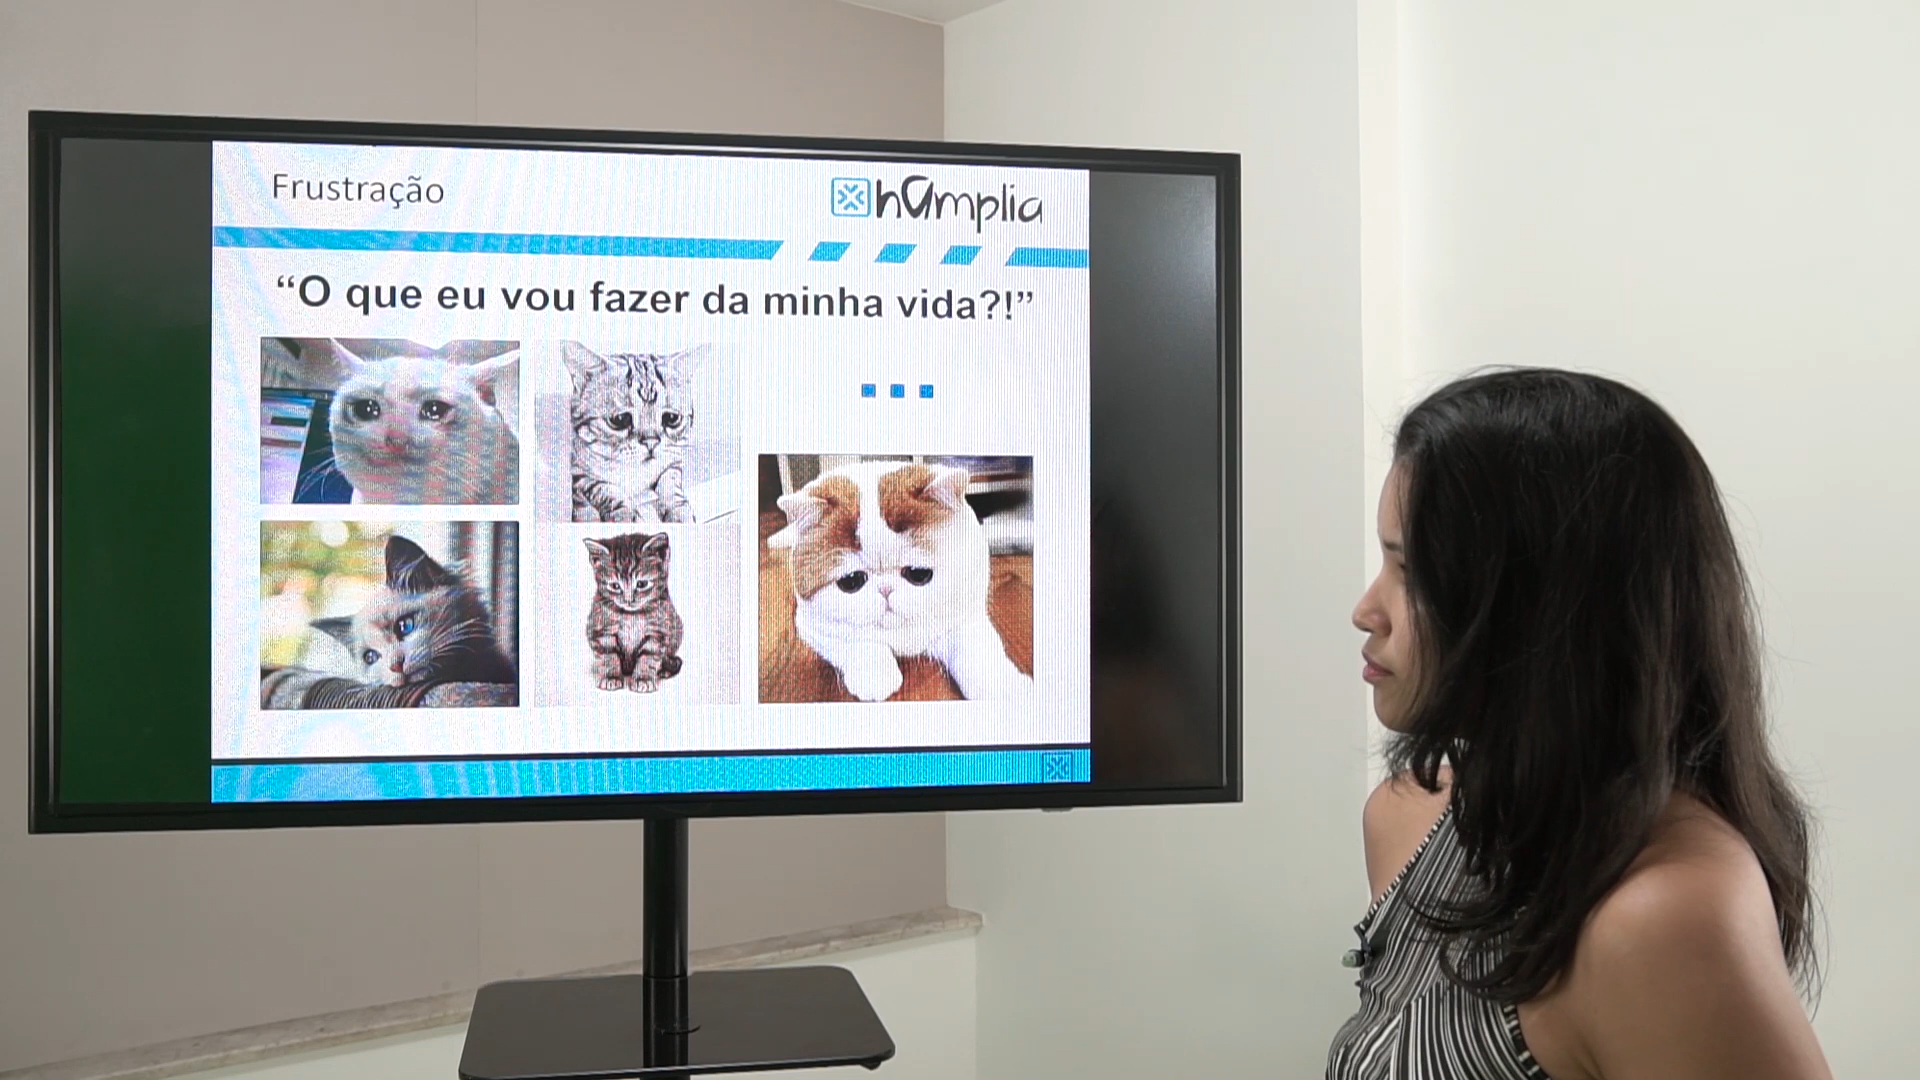 Frustração
hamplia
“O que eu vou fazer da minha vida?!”
...